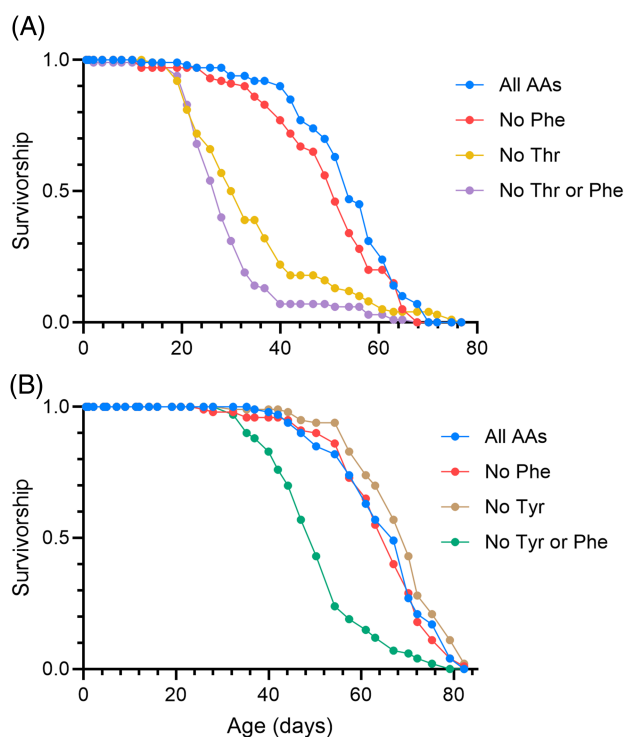 (A)
1.0
0.5
0.0
Survivorship
0 20 40 60 80
All AAs
No Phe
No Thr
No Thr or Phe
(B)
1.0
0.5
0.0
Survivorship
0 20 40 60 80
Age (days)
All AAs
No Phe
No Tyr
No Tyr or Phe